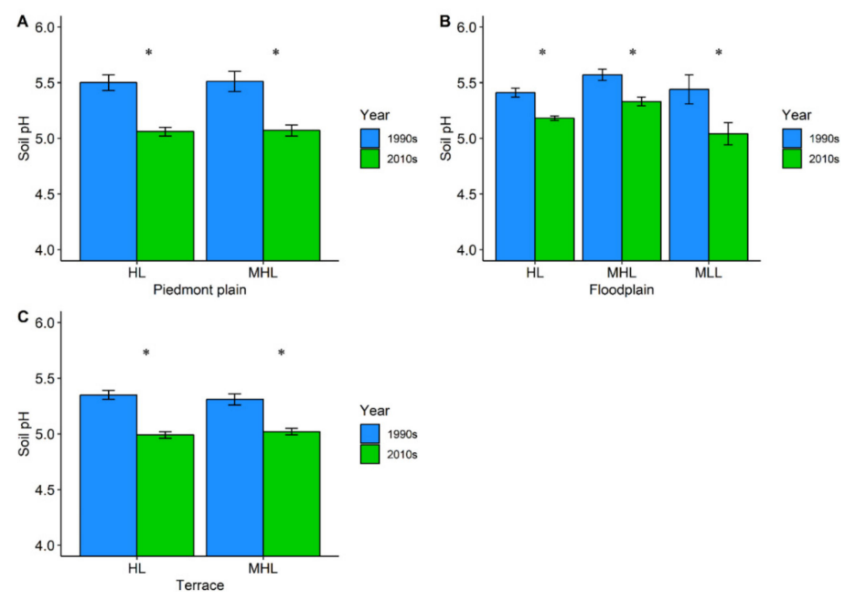 A
6.0
*
*
5.5
Soil pH
5.0
4.5
4.0
HL
MHL
Piedmont plain
Year
1990s
2010s
B
6.0
*
*
*
5.5
Soil pH
5.0
4.5
4.0
HL
MHL
MLL
Floodplain
Year
1990s
2010s
C
6.0
*
*
5.5
Soil pH
5.0
4.5
4.0
HL
MHL
Terrace
Year
1990s
2010s